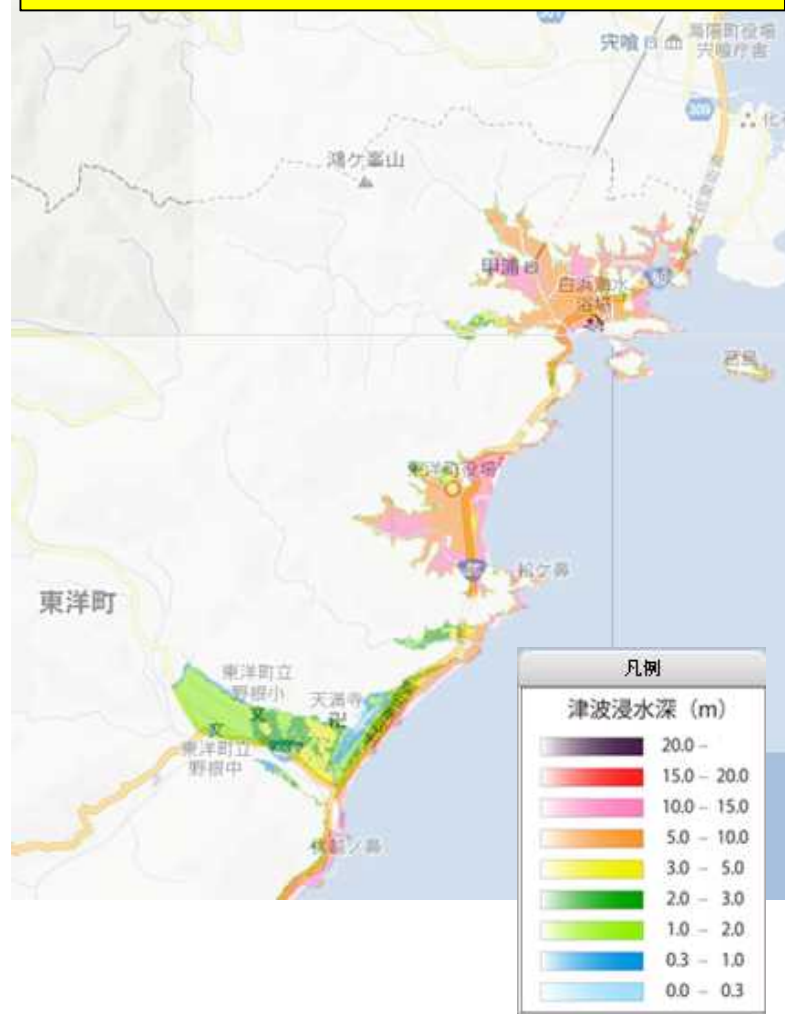 宍喰
海陽町役場
宍喰庁舎
309
鴻ケ峯山
甲浦
白浜海水
浴場
東洋町役場
松ケ鼻
東洋町
東洋町立
野根小
天満寺
東洋町立
野根中
凡例
津波浸水深（m）
20.0 –
15.0 – 20.0
10.0 – 15.0
5.0 – 10.0
3.0 – 5.0
2.0 – 3.0
1.0 – 2.0
0.3 – 1.0
0.0 – 0.3